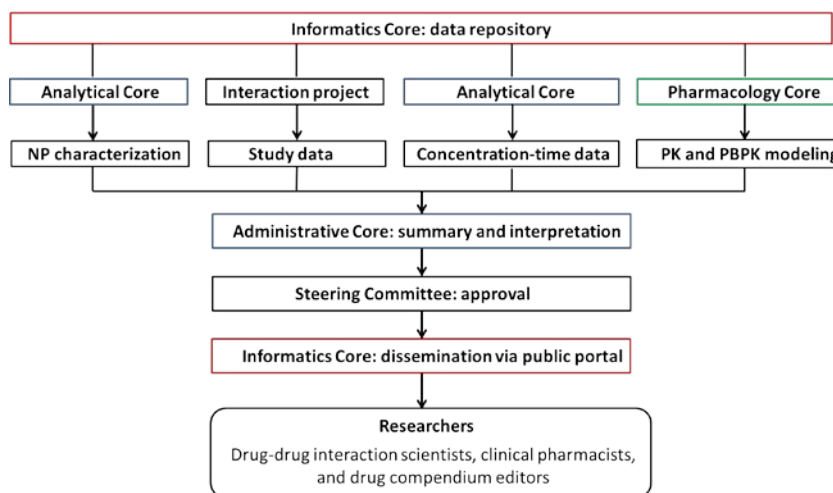 Informatics Core: data repository
Analytical Core
Interaction project
Analytical Core
Pharmacology Core
NP characterization
Study data
Concentration-time data
PK and PBPK modeling
Administrative Core: summary and interpretation
Steering Committee: approval
Informatics Core: dissemination via public portal
Researchers
Drug-drug interaction scientists, clinical pharmacists,
and drug compendium editors